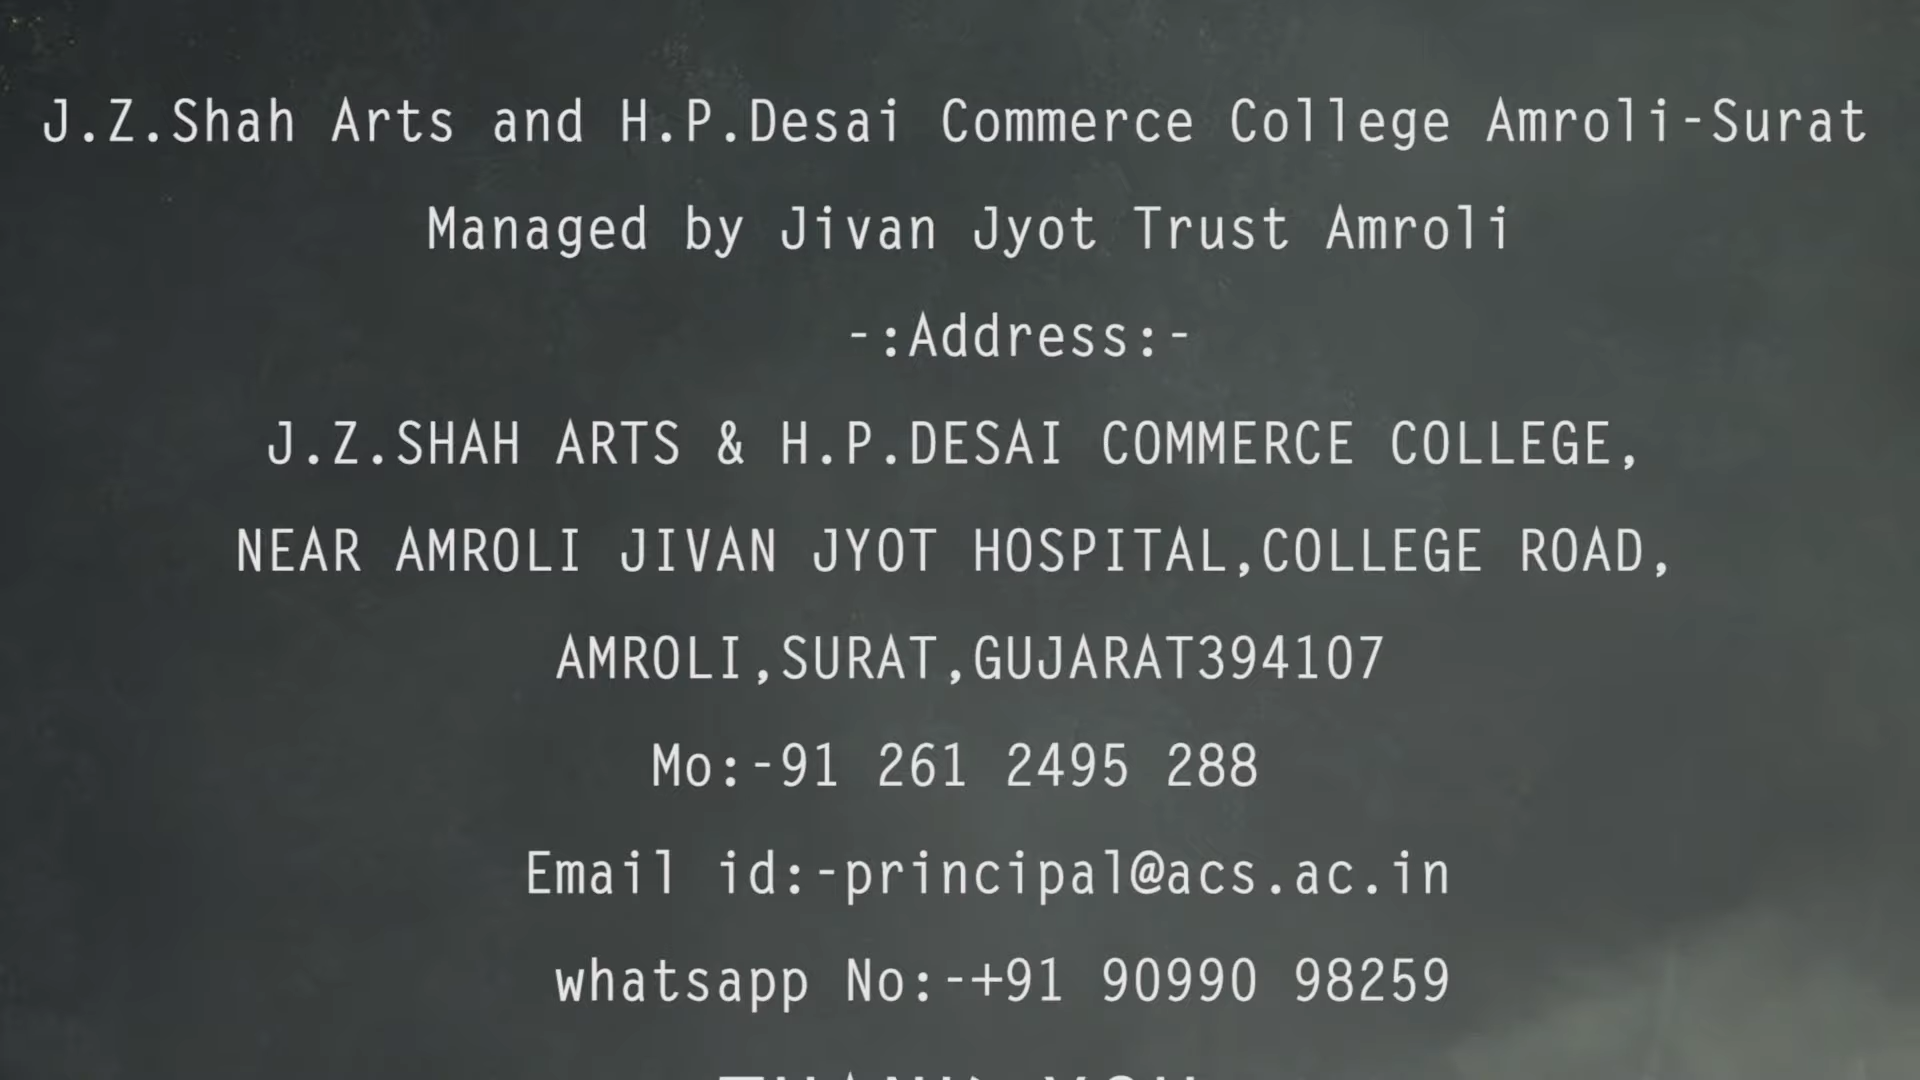 J.Z.Shah Arts and H.P.Desai Commerce College Amroli-Surat
Managed by Jivan Jyot Trust Amroli
-:Address:-
J.Z.SHAH ARTS & H.P.DESAI COMMERCE COLLEGE,
NEAR AMROLI JIVAN JYOT HOSPITAL,COLLEGE ROAD,
AMROLI,SURAT,GUJARAT394107
Mo:-91 261 2495 288
Email id:-principal@acs.ac.in
whatsapp No:-+91 90990 98259